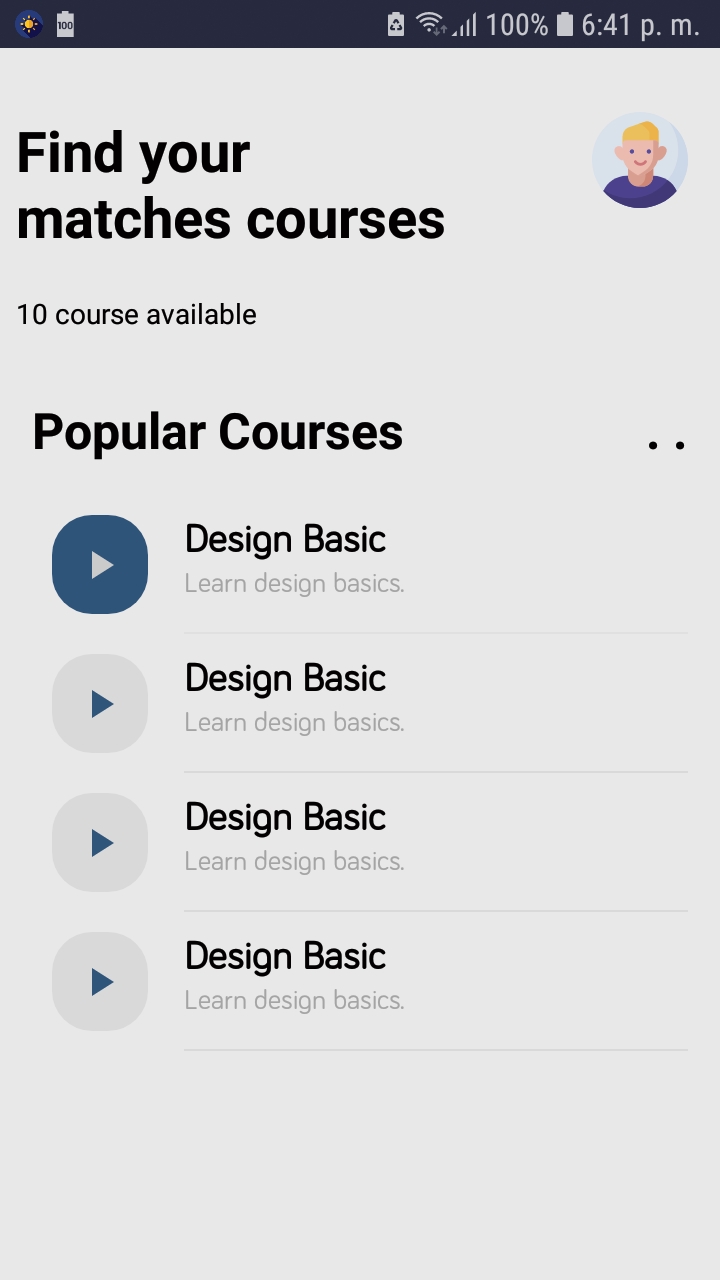 100 100% 6:41 p. m.
Find your
matches courses
10 course available
Popular Courses . .
Design Basic
Learn design basics.
Design Basic
Learn design basics.
Design Basic
Learn design basics.
Design Basic
Learn design basics.